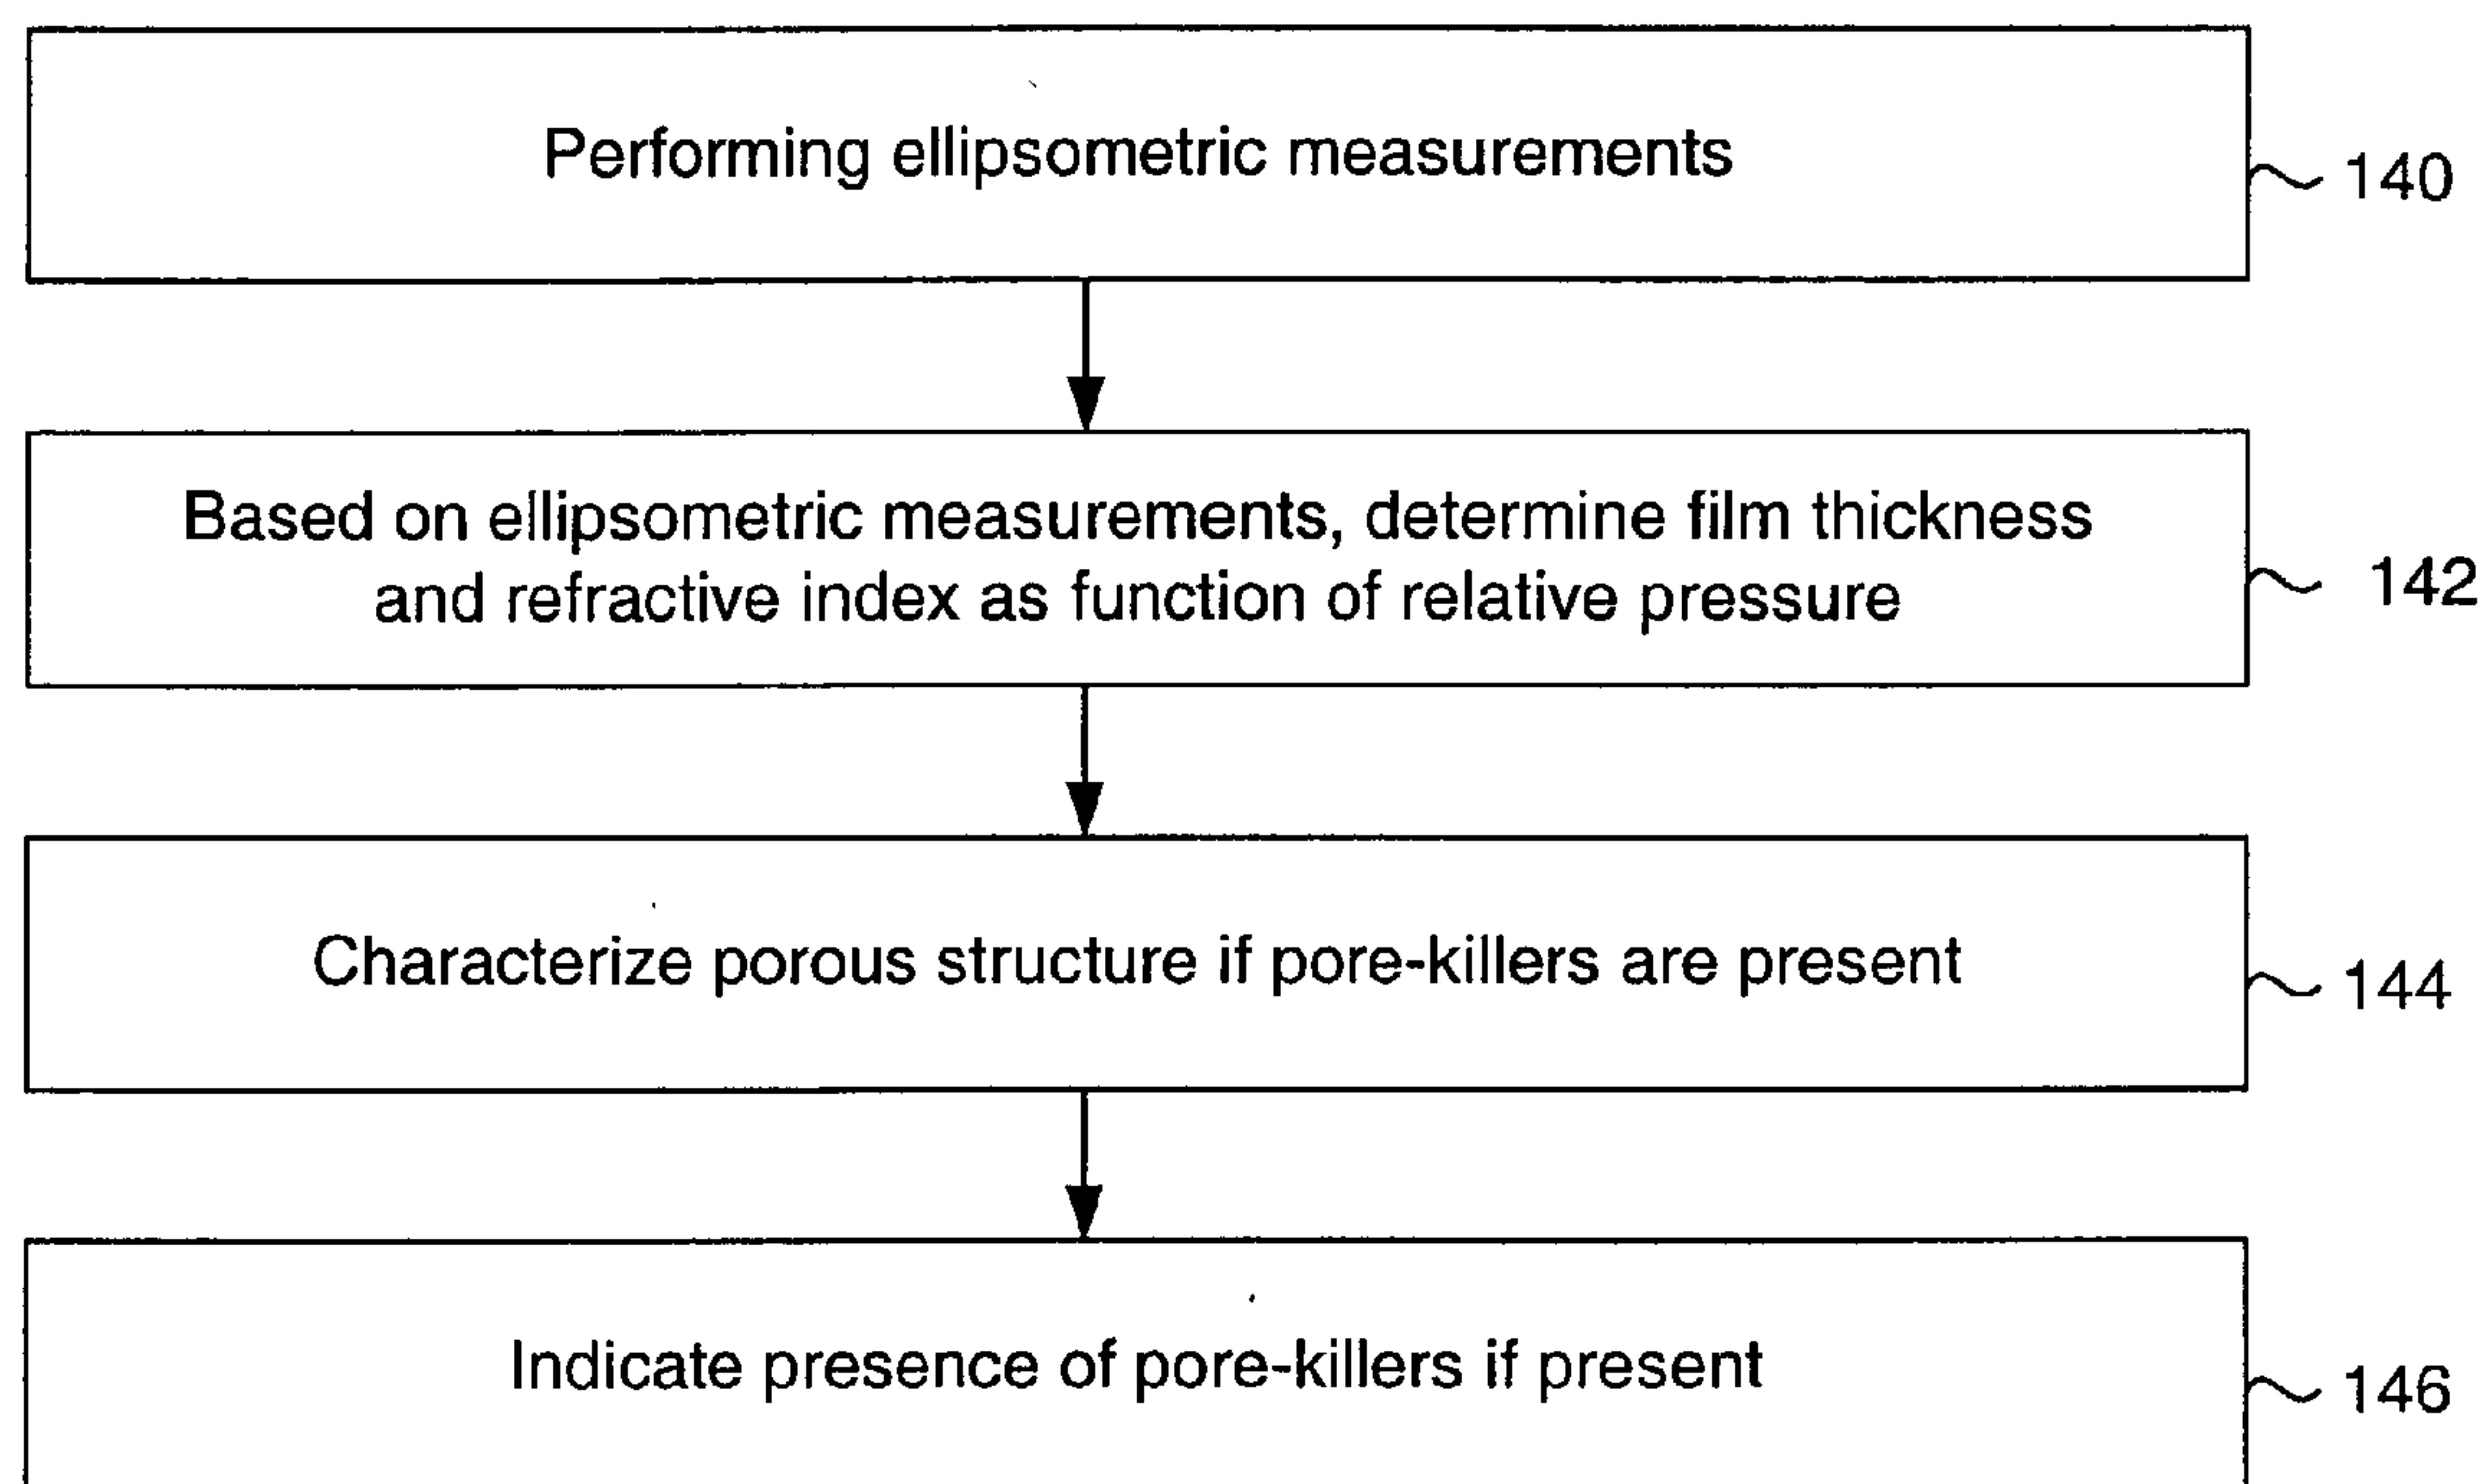 Performing ellipsometric measurements
140
Based on ellipsometric measurements, determine film thickness
and refractive index as function of relative pressure
142
Characterize porous structure if pore-killers are present
144
Indicate presence of pore-killers if present
146